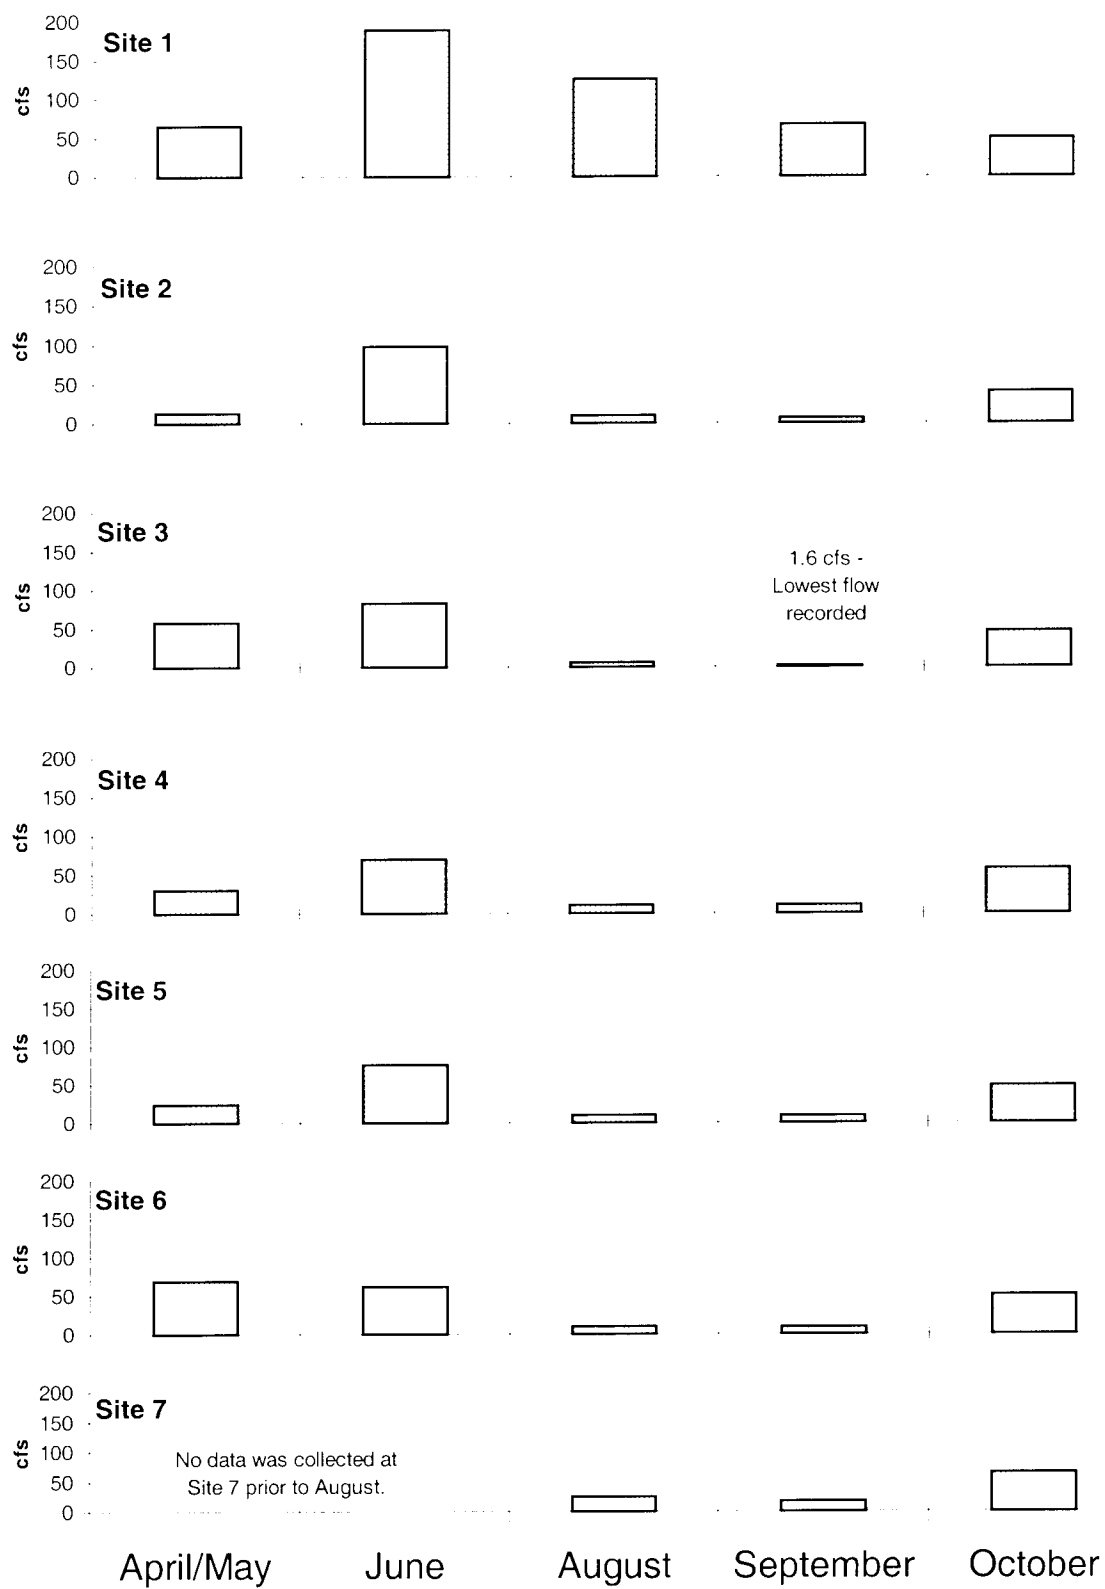 200
Site 1
150
100
50
0
cfs
200
Site 2
150
100
50
0
cfs
200
Site 3
150
100
50
0
cfs
1.6 cfs -
Lowest flow
recorded
200
Site 4
150
100
50
0
cfs
200
Site 5
150
100
50
0
cfs
200
Site 6
150
100
50
0
cfs
200
Site 7
150
100
50
0
cfs
No data was collected at
Site 7 prior to August.
April/May June August September October